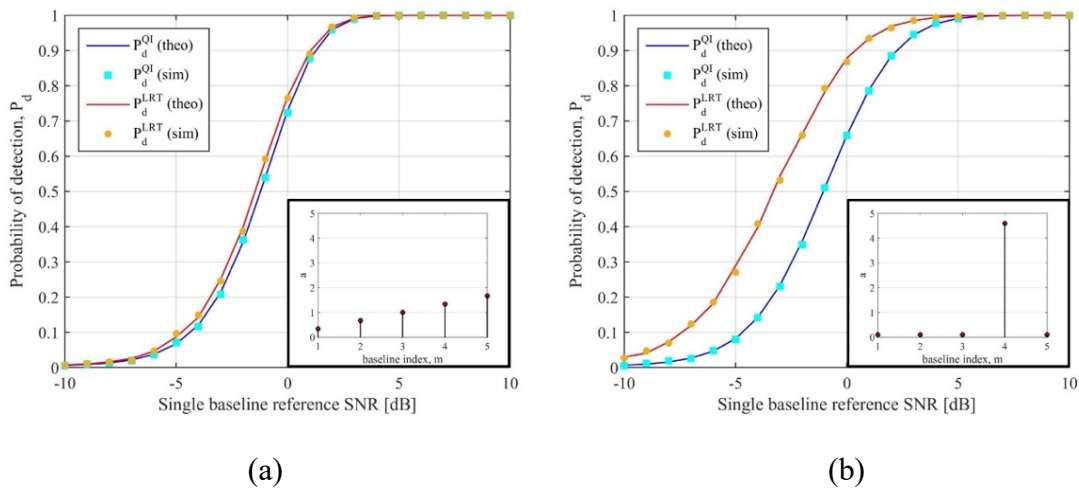 1
0.9
0.8
0.7
0.6
0.5
0.4
0.3
0.2
0.1
0
Probability of detection, P_d
P_d^QI (theo)
P_d^QI (sim)
P_d^LRT (theo)
P_d^LRT (sim)
5
4
3
2
1
0
a
1 2 3 4 5
baseline index, m
-10 -5 0 5 10
Single baseline reference SNR [dB]
(a)
1
0.9
0.8
0.7
0.6
0.5
0.4
0.3
0.2
0.1
0
Probability of detection, P_d
P_d^QI (theo)
P_d^QI (sim)
P_d^LRT (theo)
P_d^LRT (sim)
5
4
3
2
1
0
a
1 2 3 4 5
baseline index, m
-10 -5 0 5 10
Single baseline reference SNR [dB]
(b)